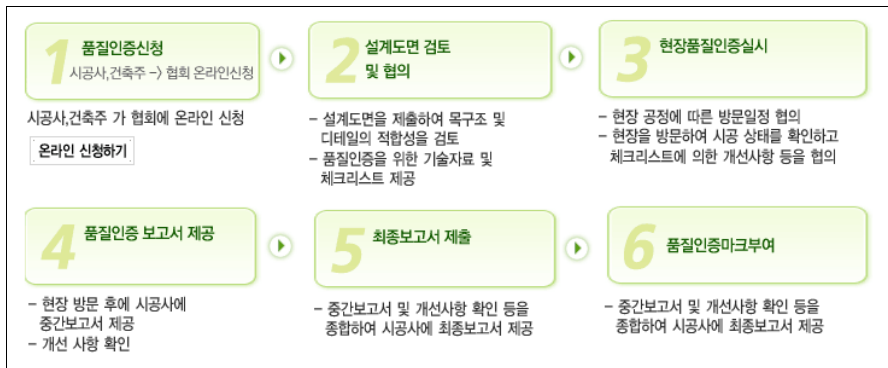 1 품질인증신청
시공사,건축주 -> 협회 온라인신청
시공사,건축주 가 협회에 온라인 신청
온라인 신청하기
2 설계도면 검토
및 협의
- 설계도면을 제출하여 목구조 및
디테일의 적합성을 검토
- 품질인증을 위한 기술자료 및
체크리스트 제공
3 현장품질인증실시
- 현장 공정에 따른 방문일정 협의
- 현장을 방문하여 시공 상태를 확인하고
체크리스트에 의한 개선사항 등을 협의
4 품질인증 보고서 제공
- 현장 방문 후에 시공사에
중간보고서 제공
- 개선 사항 확인
5 최종보고서 제출
- 중간보고서 및 개선사항 확인 등을
종합하여 시공사에 최종보고서 제공
6 품질인증마크부여
- 중간보고서 및 개선사항 확인 등을
종합하여 시공사에 최종보고서 제공